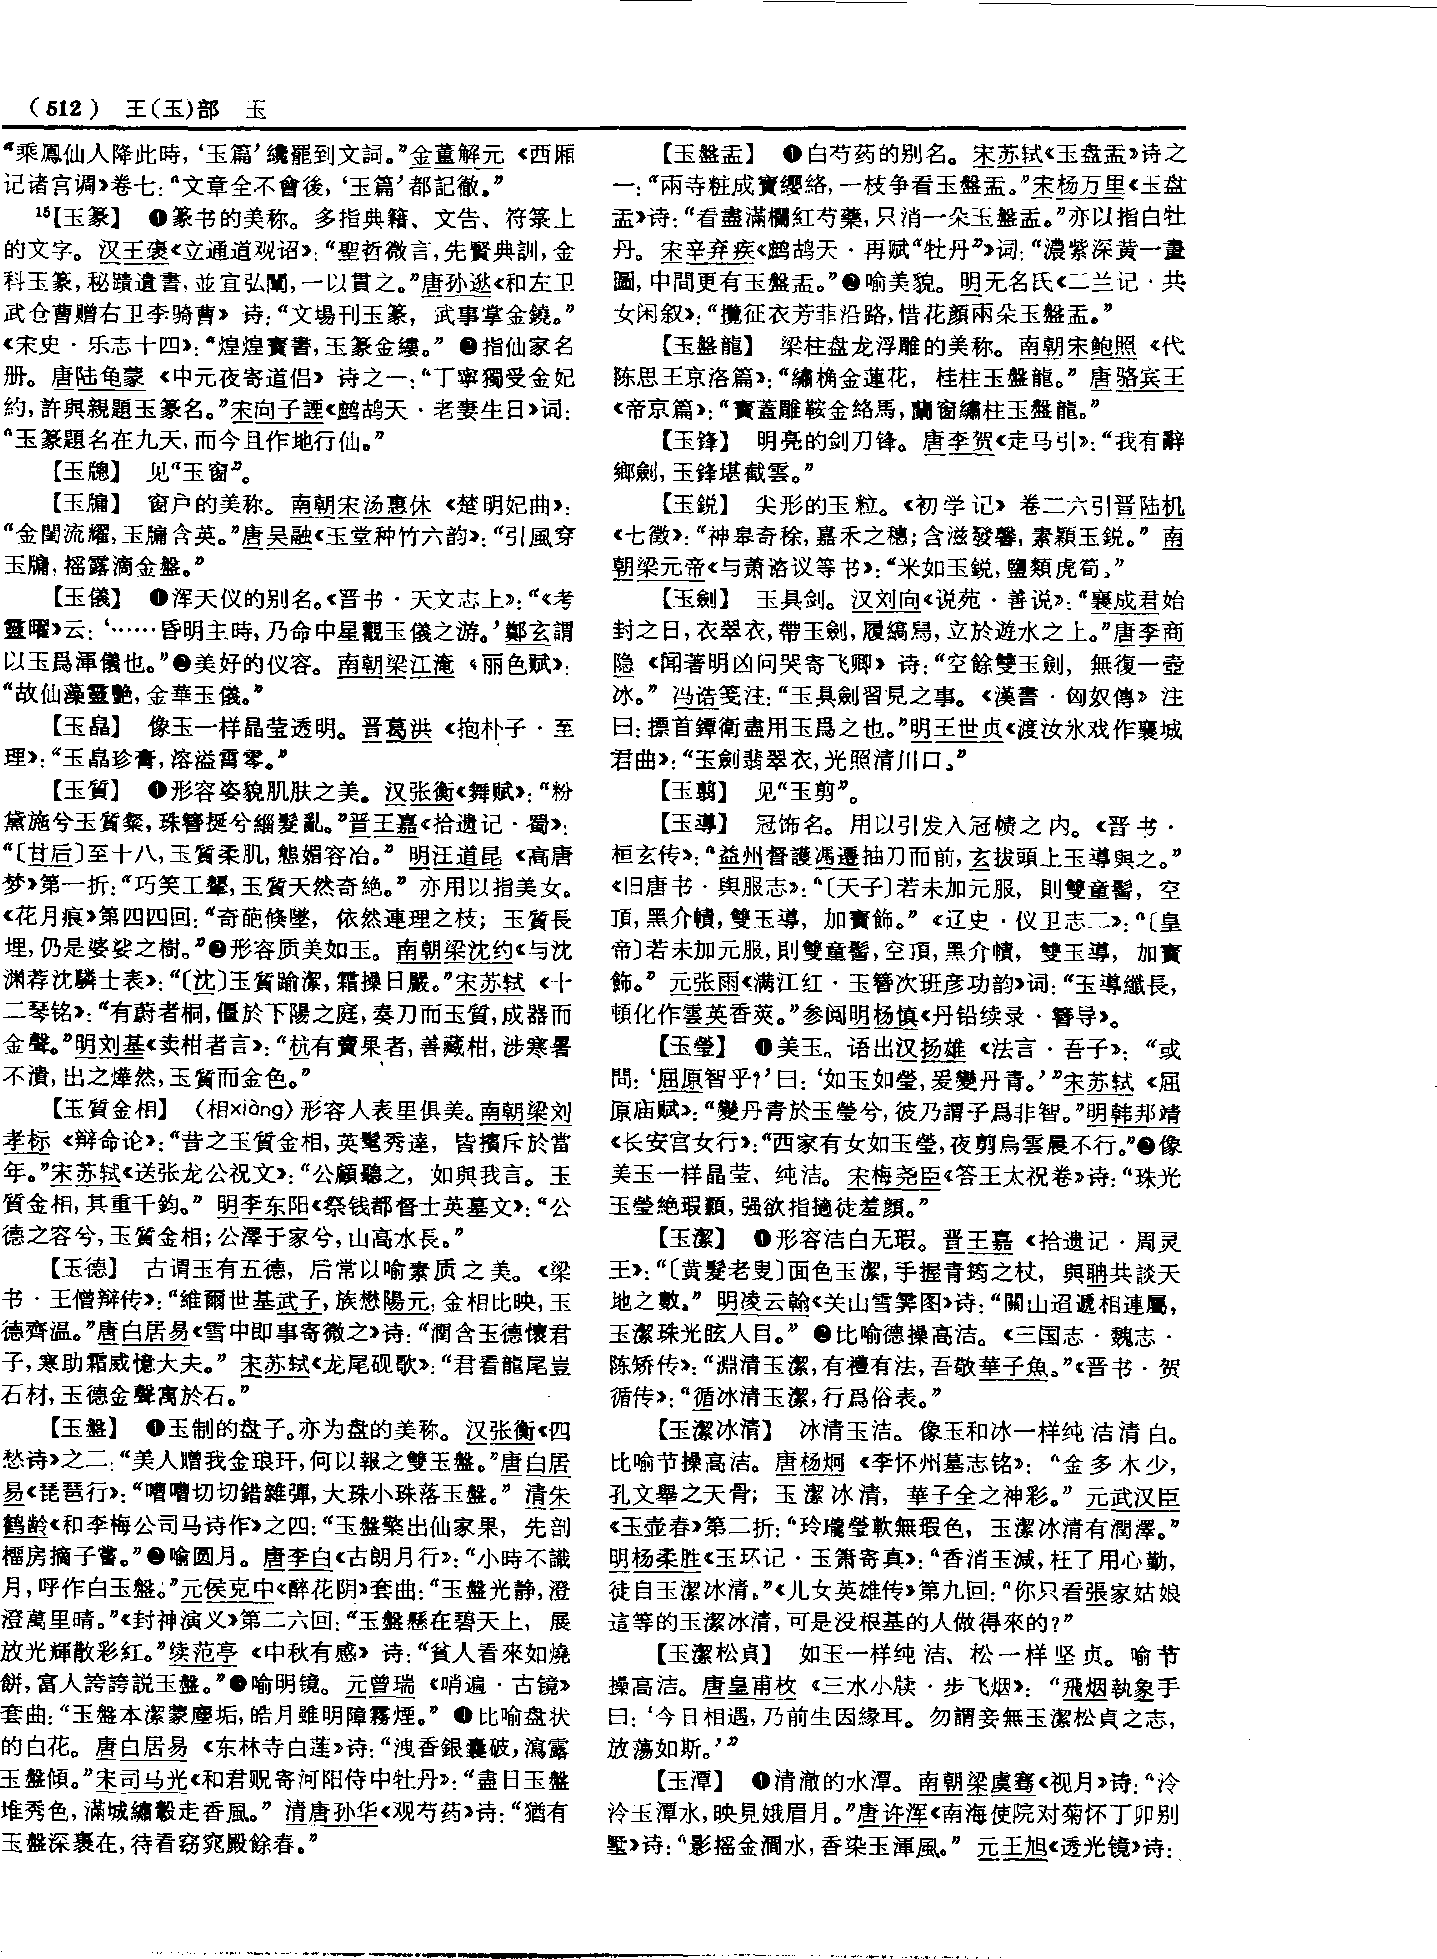 （512） 王(玉)部 玉
“乘鳳仙人降此時，‘玉篇’纔罷到文詞。”金董解元《西厢
记诸宫调》卷七：“文章全不會後，‘玉篇’都記徹。”
15【玉篆】 ❶篆书的美称。多指典籍、文告、符箓上
的文字。汉王褒《立通道观诏》：“聖哲微言，先賢典訓，金
科玉篆，秘蹟遺書，並宜弘闡，一以貫之。”唐孙逖《和左卫
武仓曹赠右卫李骑曹》诗：“文場刊玉篆，武事掌金鐃。”
《宋史·乐志十四》：“煌煌寶書，玉篆金縷。” ❷指仙家名
册。唐陆龟蒙《中元夜寄道侣》诗之一：“丁寧獨受金妃
約，許與親題玉篆名。”宋向子諲《鹧鸪天·老妻生日》词：
“玉篆題名在九天，而今且作地行仙。”
【玉牎】 见“玉窗”。
【玉牖】 窗户的美称。南朝宋汤惠休《楚明妃曲》：
“金閨流耀，玉牖含英。”唐吴融《玉堂种竹六韵》：“引風穿
玉牖，摇露滴金盤。”
【玉儀】 ❶浑天仪的别名。《晋书·天文志上》：“《考
靈曜》云：‘……昏明主時，乃命中星觀玉儀之游。’鄭玄謂
以玉爲渾儀也。”❷美好的仪容。南朝梁江淹《丽色赋》：
“故仙藻靈艷，金華玉儀。”
【玉皛】 像玉一样晶莹透明。晋葛洪《抱朴子·至
理》：“玉皛珍膏，溶溢霄零。”
【玉質】 ❶形容姿貌肌肤之美。汉张衡《舞赋》：“粉
黛施兮玉質粲，珠簪挺兮緇髮亂。”晋王嘉《拾遗记·蜀》：
“〔甘后〕至十八，玉質柔肌，態媚容冶。” 明汪道昆《高唐
梦》第一折：“巧笑工颦，玉質天然奇絶。” 亦用以指美女。
《花月痕》第四四回：“奇葩倏墜，依然連理之枝；玉質長
埋，仍是婆娑之樹。”❷形容质美如玉。南朝梁沈约《与沈
渊荐沈驎士表》：“〔沈〕玉質踰潔，霜操日嚴。”宋苏轼《十
二琴铭》：“有蔚者桐，僵於下陽之庭，奏刀而玉質，成器而
金聲。”明刘基《卖柑者言》：“杭有賣果者，善藏柑，涉寒暑
不潰，出之燁然，玉質而金色。”
【玉質金相】（相xiàng）形容人表里俱美。南朝梁刘
孝标《辩命论》：“昔之玉質金相，英髦秀達，皆擯斥於當
年。”宋苏轼《送张龙公祝文》：“公顧聽之，如與我言。玉
質金相，其重千鈞。” 明李东阳《祭钱都督士英墓文》：“公
德之容兮，玉質金相；公澤于家兮，山高水長。”
【玉德】 古谓玉有五德，后常以喻素质之美。《梁
书·王僧辩传》：“維爾世基武子，族懋陽元，金相比映，玉
德齊温。”唐白居易《雪中即事寄微之》诗：“潤含玉德懷君
子，寒助霜威憶大夫。” 宋苏轼《龙尾砚歌》：“君看龍尾豈
石材，玉德金聲寓於石。”
【玉盤】 ❶玉制的盘子。亦为盘的美称。汉张衡《四
愁诗》之二：“美人贈我金琅玕，何以報之雙玉盤。”唐白居
易《琵琶行》：“嘈嘈切切錯雜彈，大珠小珠落玉盤。” 清朱
鹤龄《和李梅公司马诗作》之四：“玉盤擎出仙家果，先剖
櫺房摘子嘗。”❷喻圆月。唐李白《古朗月行》：“小時不識
月，呼作白玉盤。”元侯克中《醉花阴》套曲：“玉盤光静，澄
澄萬里晴。”《封神演义》第二六回：“玉盤懸在碧天上，展
放光輝散彩红。”续范亭《中秋有感》诗：“貧人看來如燒
餅，富人誇誇説玉盤。”❸喻明镜。元曾瑞《哨遍·古镜》
套曲：“玉盤本潔蒙塵垢，皓月雖明障霧煙。” ❹比喻盘状
的白花。唐白居易《东林寺白莲》诗：“洩香銀囊破，瀉露
玉盤傾。”宋司马光《和君贶寄河阳侍中牡丹》：“盡日玉盤
堆秀色，滿城繡轂走香風。” 清唐孙华《观芍药》诗：“猶有
玉盤深裹在，待看窈窕殿餘春。”
【玉盤盂】 ❶白芍药的别名。宋苏轼《玉盘盂》诗之
一：“兩寺粧成寶纓絡，一枝争看玉盤盂。”宋杨万里《玉盘
盂》诗：“看盡滿欄紅芍藥，只消一朵玉盤盂。”亦以指白牡
丹。宋辛弃疾《鹧鸪天·再赋“牡丹”》词：“濃紫深黄一畫
圖，中間更有玉盤盂。”❷喻美貌。明无名氏《二兰记·共
女闲叙》：“攬征衣芳菲沿路，惜花顔兩朵玉盤盂。”
【玉盤龍】 梁柱盘龙浮雕的美称。南朝宋鲍照《代
陈思王京洛篇》：“繡桷金蓮花，桂柱玉盤龍。” 唐骆宾王
《帝京篇》：“寶蓋雕鞍金絡馬，蘭窗繡柱玉盤龍。”
【玉鋒】 明亮的剑刀锋。唐李贺《走马引》：“我有辭
鄉劍，玉鋒堪截雲。”
【玉鋭】 尖形的玉粒。《初学记》卷二六引晋陆机
《七徵》：“神皋奇稌，嘉禾之穗；含滋發馨，素穎玉鋭。” 南
朝梁元帝《与萧谘议等书》：“米如玉鋭，鹽類虎筍。”
【玉劍】 玉具剑。汉刘向《说苑·善说》：“襄成君始
封之日，衣翠衣，帶玉劍，履縞舄，立於遊水之上。”唐李商
隐《闻著明凶问哭寄飞卿》诗：“空餘雙玉劍，無復一壺
冰。” 冯浩笺注：“玉具劍習見之事。《漢書·匈奴傳》注
曰：摽首鐔衛盡用玉爲之也。”明王世贞《渡汝水戏作襄城
君曲》：“玉劍翡翠衣，光照清川口。”
【玉翦】 见“玉剪”。
【玉導】 冠饰名。用以引发入冠帻之内。《晋书·
桓玄传》：“益州督護馮遷抽刀而前，玄拔頭上玉導與之。”
《旧唐书·舆服志》：“〔天子〕若未加元服，則雙童髻，空
頂，黑介幘，雙玉導，加寶飾。” 《辽史·仪卫志二》：“〔皇
帝〕若未加元服，則雙童髻，空頂，黑介幘，雙玉導，加寶
飾。” 元张雨《满江红·玉簪次班彦功韵》词：“玉導纖長，
頓化作雲英香莢。”参阅明杨慎《丹铅续录·簪导》。
【玉瑩】 ❶美玉。语出汉扬雄《法言·吾子》：“或
問：‘屈原智乎？’曰：‘如玉如瑩，爰變丹青。’”宋苏轼《屈
原庙赋》：“變丹青於玉瑩兮，彼乃謂子爲非智。”明韩邦靖
《长安宫女行》：“西家有女如玉瑩，夜剪烏雲晨不行。”❷像
美玉一样晶莹、纯洁。宋梅尧臣《答王太祝卷》诗：“珠光
玉瑩絶瑕纇，强欲指擿徒羞顔。”
【玉潔】 ❶形容洁白无瑕。晋王嘉《拾遗记·周灵
王》：“〔黄髮老叟〕面色玉潔，手握青筠之杖，與聃共談天
地之數。” 明凌云翰《关山雪霁图》诗：“關山迢遞相連屬，
玉潔珠光眩人目。” ❷比喻德操高洁。《三国志·魏志·
陈矫传》：“淵清玉潔，有禮有法，吾敬華子魚。”《晋书·贺
循传》：“循冰清玉潔，行爲俗表。”
【玉潔冰清】 冰清玉洁。像玉和冰一样纯洁清白。
比喻节操高洁。唐杨炯《李怀州墓志铭》：“金多木少，
孔文舉之天骨；玉潔冰清，華子全之神彩。” 元武汉臣
《玉壶春》第二折：“玲瓏瑩軟無瑕色，玉潔冰清有潤澤。”
明杨柔胜《玉环记·玉箫寄真》：“香消玉減，枉了用心勤，
徒自玉潔冰清。”《儿女英雄传》第九回：“你只看張家姑娘
這等的玉潔冰清，可是没根基的人做得來的？”
【玉潔松貞】 如玉一样纯洁、松一样坚贞。喻节
操高洁。唐皇甫枚《三水小牍·步飞烟》：“飛烟執象手
曰：‘今日相遇，乃前生因缘耳。勿謂妾無玉潔松貞之志，
放蕩如斯。’”
【玉潭】 ❶清澈的水潭。南朝梁虞骞《视月》诗：“泠
泠玉潭水，映見娥眉月。”唐许浑《南海使院对菊怀丁卯别
墅》诗：“影摇金澗水，香染玉潭風。” 元王旭《透光镜》诗：